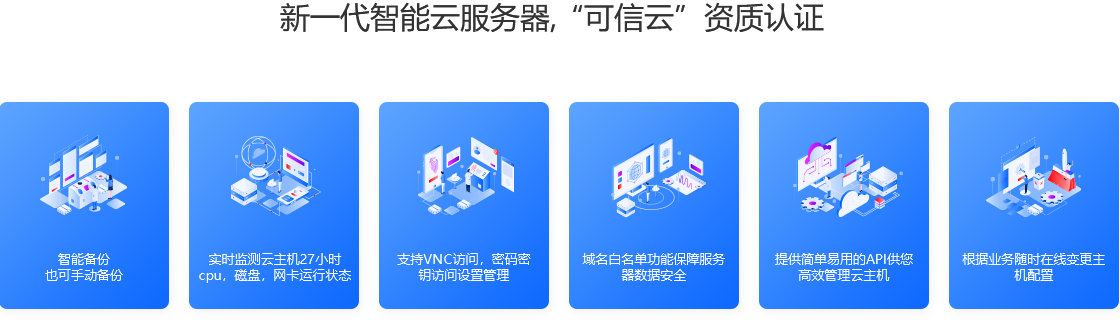 新一代智能云服务器,“可信云”资质认证
智能备份
也可手动备份
实时监测云主机27小时
cpu，磁盘，网卡运行状态
支持VNC访问，密码密
钥访问设置管理
域名白名单功能保障服务
器数据安全
提供简单易用的API供您
高效管理云主机
根据业务随时在线变更主
机配置